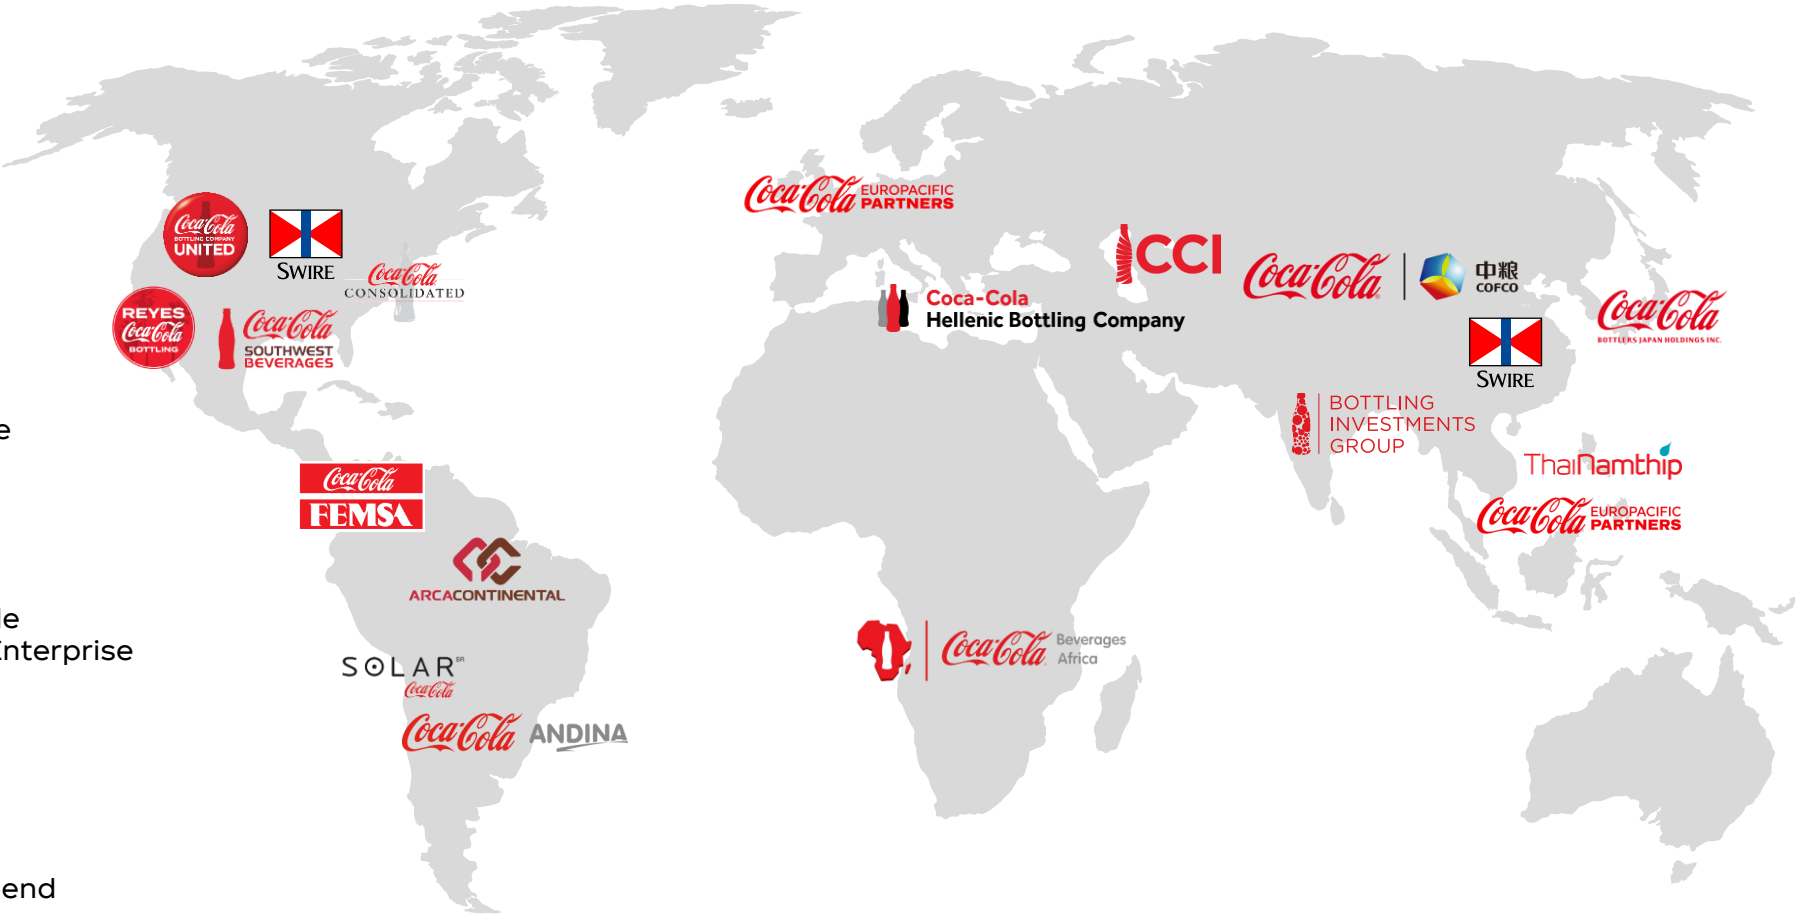 Coca-Cola
BOTTLING COMPANY
UNITED
SWIRE
Coca-Cola
CONSOLIDATED
REYES
Coca-Cola
BOTTLING
Coca-Cola
SOUTHWEST
BEVERAGES
Coca-Cola
FEMSA
ARCACONTINENTAL
SOLAR BR
Coca-Cola
Coca-Cola ANDINA
Coca-Cola EUROPACIFIC
PARTNERS
CCI
Coca-Cola
Hellenic Bottling Company
Coca-Cola 中粮
COFCO
SWIRE
Coca-Cola
BOTTLERS JAPAN HOLDINGS INC.
BOTTLING
INVESTMENTS
GROUP
ThaiNamthip
Coca-Cola EUROPACIFIC
PARTNERS
Coca-Cola Beverages
Africa
e
le
Enterprise
end